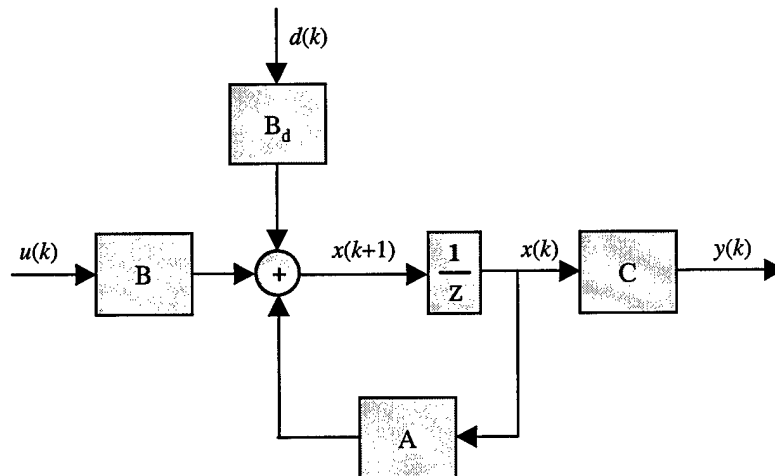 d(k)
B_d
u(k)
B
+
x(k+1)
1
z
x(k)
C
y(k)
A